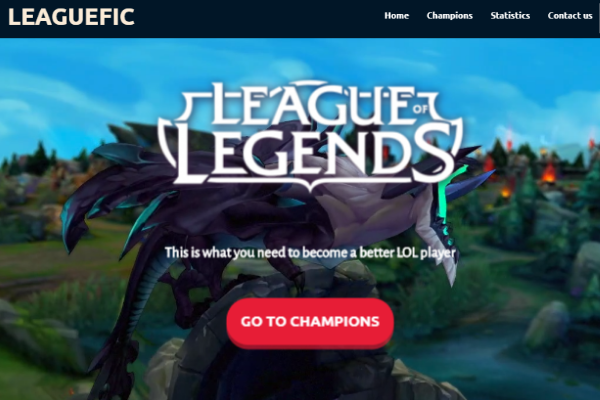 LEAGUEFIC
Home Champions Statistics Contact us
LEAGUE OF
LEGENDS
This is what you need to become a better LOL player
GO TO CHAMPIONS